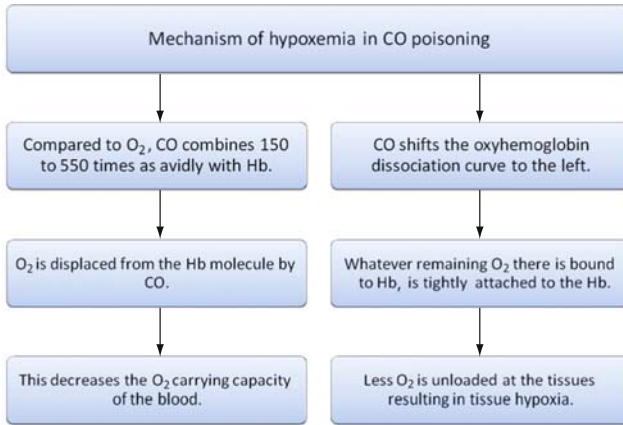 Mechanism of hypoxemia in CO poisoning
Compared to O₂, CO combines 150
to 550 times as avidly with Hb.
O₂ is displaced from the Hb molecule by
CO.
This decreases the O₂ carrying capacity
of the blood.
CO shifts the oxyhemoglobin
dissociation curve to the left.
Whatever remaining O₂ there is bound
to Hb, is tightly attached to the Hb.
Less O₂ is unloaded at the tissues
resulting in tissue hypoxia.